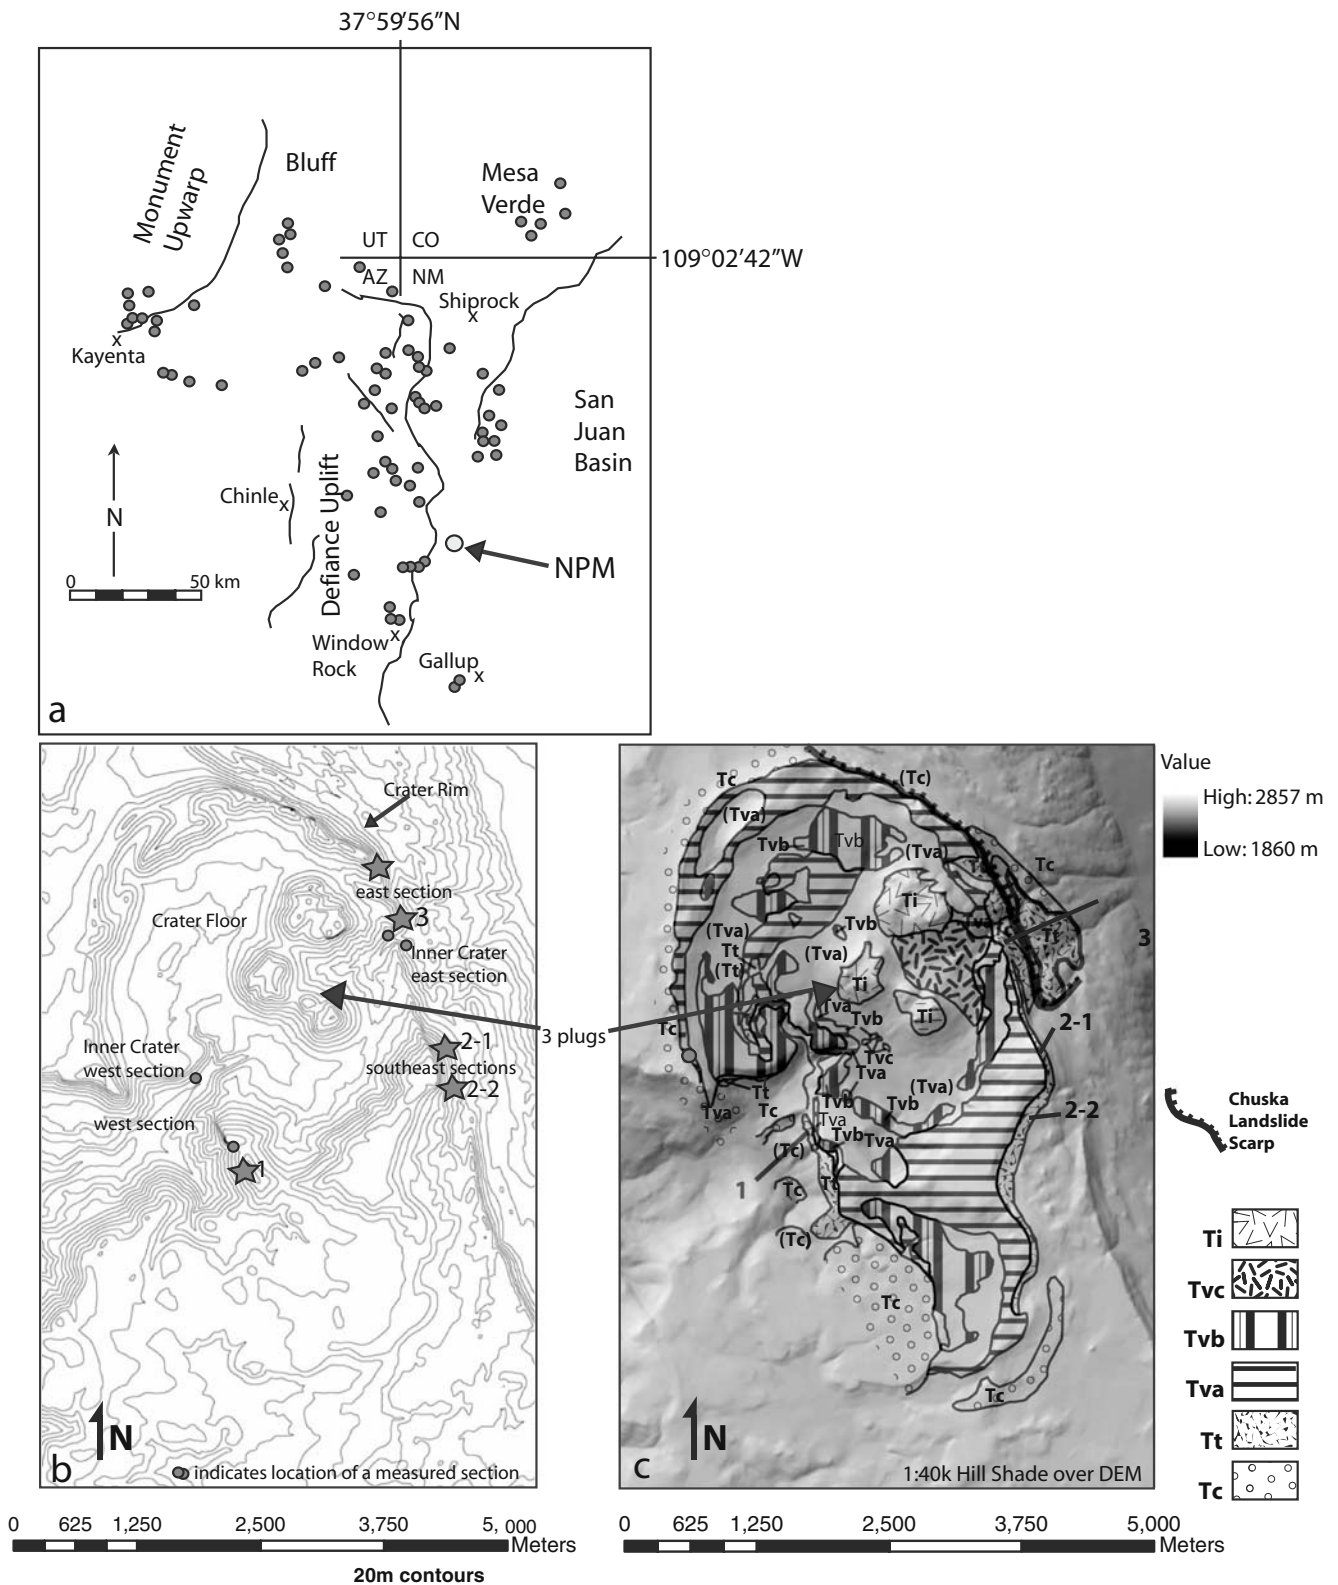 37°59′56″N
Monument
Upwarp
Bluff
Mesa
Verde
UT
CO
109°02′42″W
AZ
NM
Shiprock
x
x
Kayenta
San
Juan
Basin
Chinle
x
Defiance Uplift
N
0
50 km
NPM
Window
Rock
x
Gallup
x
a
Crater Rim
east section
3
Crater Floor
Inner Crater
east section
3 plugs
Inner Crater
west section
2-1
southeast sections
2-2
west section
1
N
b
indicates location of a measured section
0
625
1,250
2,500
3,750
5,000
Meters
20m contours
Tc
(Tc)
(Tva)
Tvb
Tvb
(Tva)
Tc
Ti
Tvb
(Tva)
Tt
(Tt)
(Tva)
Tt
3
Ti
Tva
Tvb
Ti
Tc
2-1
Tvc
Tva
(Tva)
Tt
Tvb
Tvb
Tva
Tc
Tva
2-2
Tvb
Tva
(Tc)
1
Tt
Tc
(Tc)
Tc
Tc
N
c
1:40k Hill Shade over DEM
0
625
1,250
2,500
3,750
5,000
Meters
Value
High: 2857 m
Low: 1860 m
Chuska
Landslide
Scarp
Ti
Tvc
Tvb
Tva
Tt
Tc